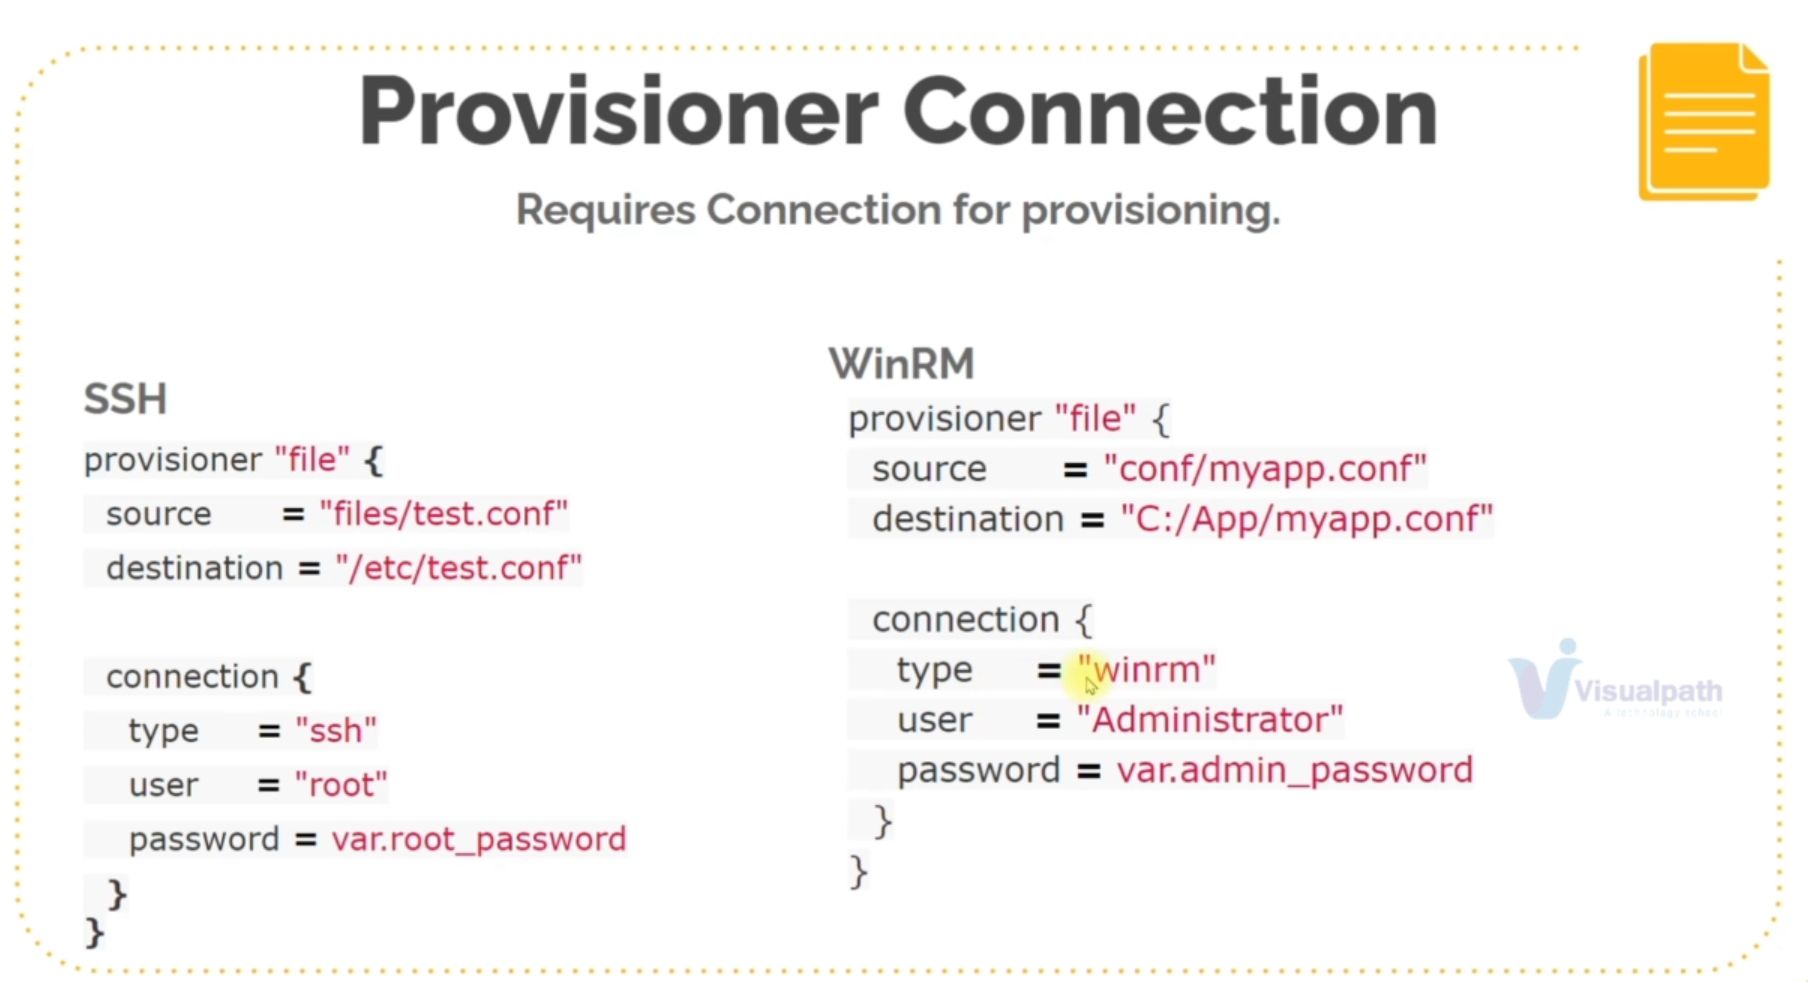 Provisioner Connection
Requires Connection for provisioning.
SSH
provisioner "file" {
source = "files/test.conf"
destination = "/etc/test.conf"
connection {
type = "ssh"
user = "root"
password = var.root_password
}
}
WinRM
provisioner "file" {
source = "conf/myapp.conf"
destination = "C:/App/myapp.conf"
connection {
type = "winrm"
user = "Administrator"
password = var.admin_password
}
}
Visualpath
A technology school